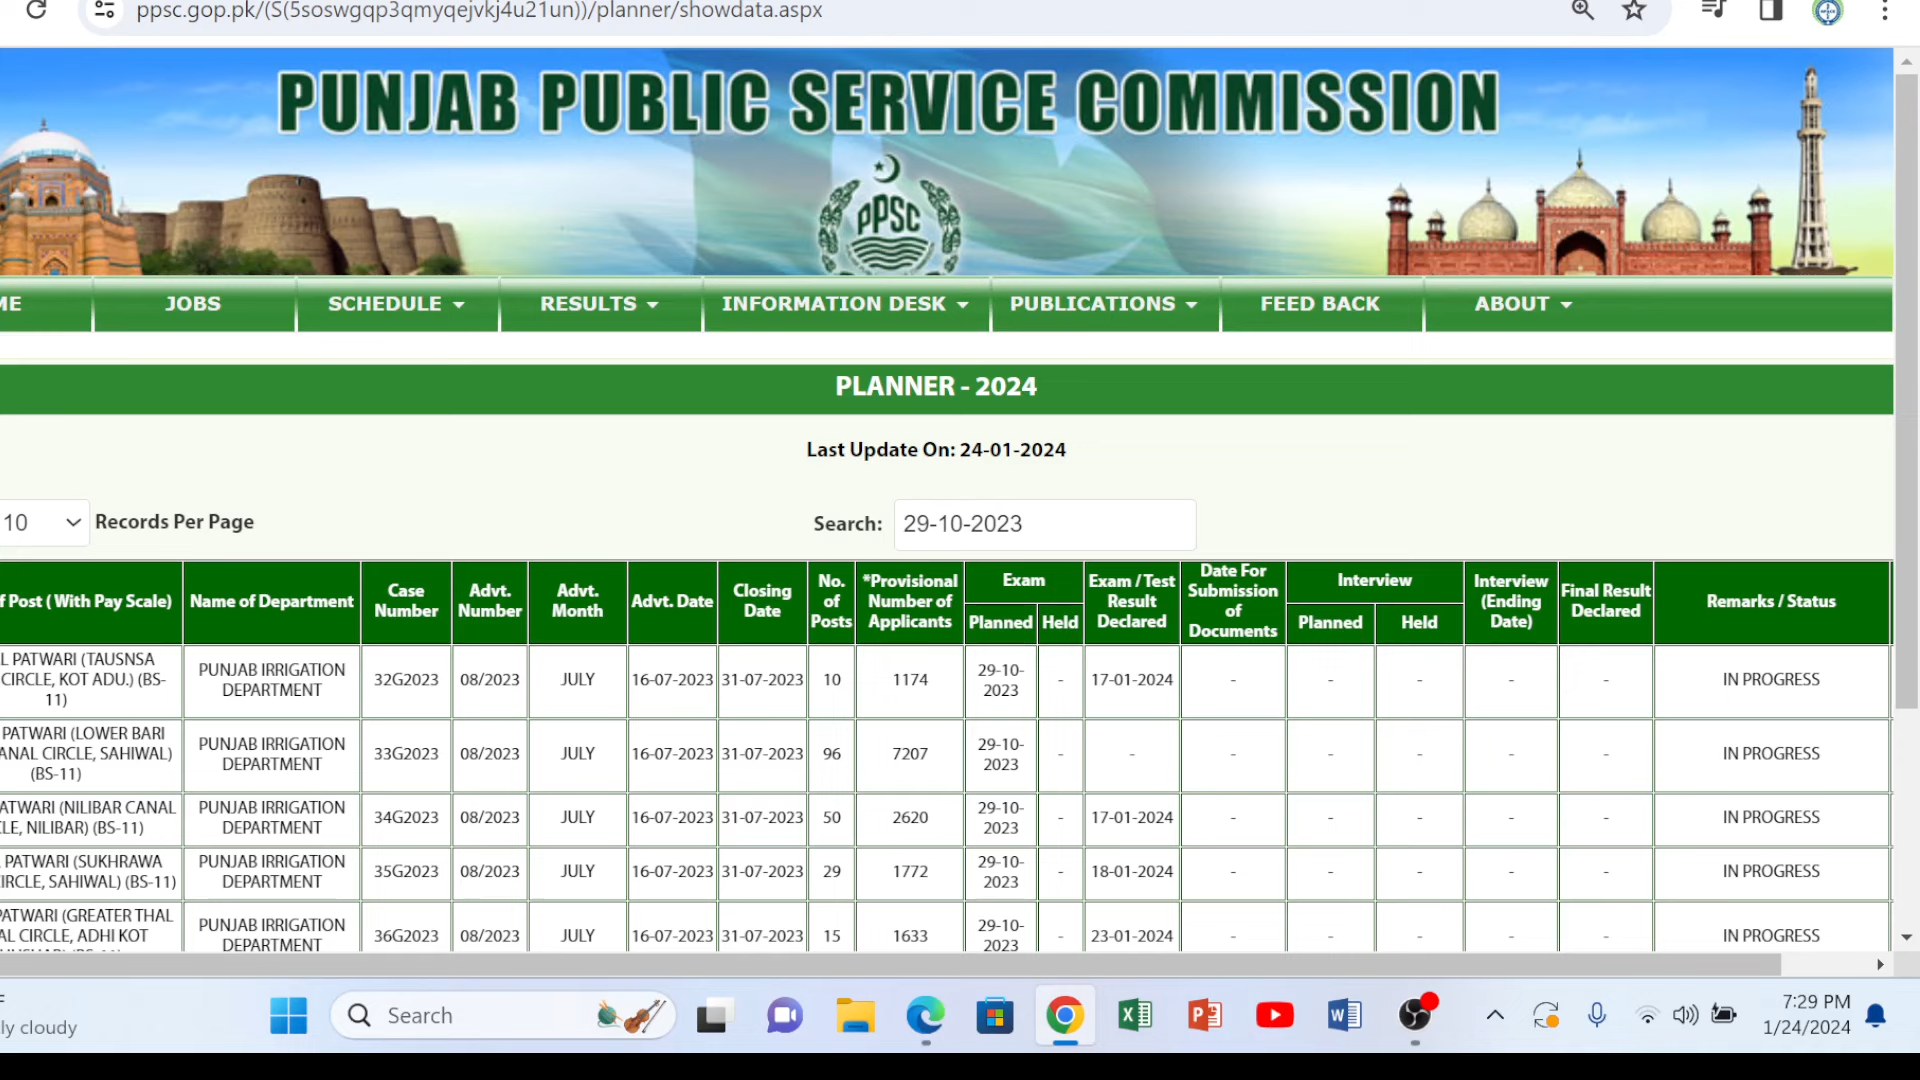 ppsc.gop.pk/(S(5soswgqp3qmyqejvkj4u21un))/planner/showdata.aspx
PUNJAB PUBLIC SERVICE COMMISSION
PPSC
ME JOBS SCHEDULE RESULTS INFORMATION DESK PUBLICATIONS FEED BACK ABOUT
PLANNER - 2024
Last Update On: 24-01-2024
10 Records Per Page Search: 29-10-2023
f Post ( With Pay Scale) Name of Department Case Number Advt. Number Advt. Month Advt. Date Closing Date No. of Posts *Provisional Number of Applicants Exam Planned Held Exam / Test Result Declared Date For Submission of Documents Interview Planned Held Interview (Ending Date) Final Result Declared Remarks / Status
L PATWARI (TAUSNSA CIRCLE, KOT ADU.) (BS-11) PUNJAB IRRIGATION DEPARTMENT 32G2023 08/2023 JULY 16-07-2023 31-07-2023 10 1174 29-10-2023 - 17-01-2024 - - - - - IN PROGRESS
PATWARI (LOWER BARI ANAL CIRCLE, SAHIWAL) (BS-11) PUNJAB IRRIGATION DEPARTMENT 33G2023 08/2023 JULY 16-07-2023 31-07-2023 96 7207 29-10-2023 - - - - - - - IN PROGRESS
ATWARI (NILIBAR CANAL LE, NILIBAR) (BS-11) PUNJAB IRRIGATION DEPARTMENT 34G2023 08/2023 JULY 16-07-2023 31-07-2023 50 2620 29-10-2023 - 17-01-2024 - - - - - IN PROGRESS
PATWARI (SUKHRAWA IRCLE, SAHIWAL) (BS-11) PUNJAB IRRIGATION DEPARTMENT 35G2023 08/2023 JULY 16-07-2023 31-07-2023 29 1772 29-10-2023 - 18-01-2024 - - - - - IN PROGRESS
PATWARI (GREATER THAL AL CIRCLE, ADHI KOT PUNJAB IRRIGATION DEPARTMENT 36G2023 08/2023 JULY 16-07-2023 31-07-2023 15 1633 29-10-2023 - 23-01-2024 - - - - - IN PROGRESS
F
ly cloudy
Search
7:29 PM
1/24/2024